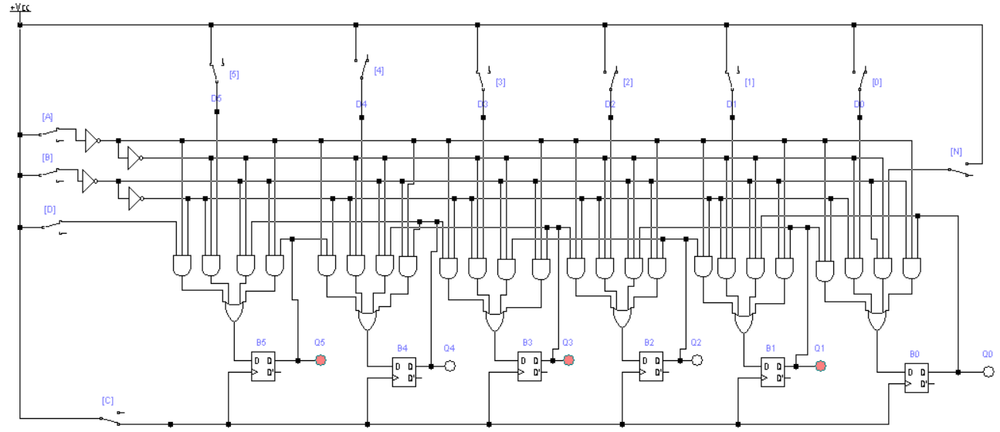 +Vcc
[5] [4] [3] [2] [1] [0]
D5 D4 D3 D2 D1 D0
[A]
[B]
[N]
[D]
B5 Q5 B4 Q4 B3 Q3 B2 Q2 B1 Q1 B0 Q0
D Q D Q D Q D Q D Q D Q
Q' Q' Q' Q' Q' Q'
[C]